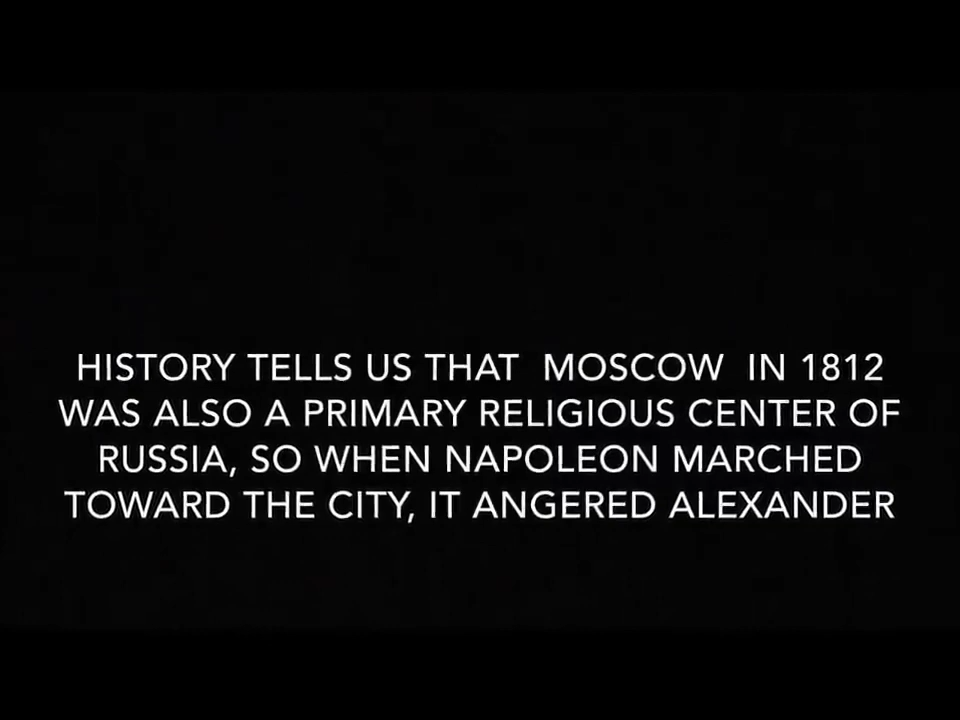 HISTORY TELLS US THAT  MOSCOW  IN 1812
WAS ALSO A PRIMARY RELIGIOUS CENTER OF
RUSSIA, SO WHEN NAPOLEON MARCHED
TOWARD THE CITY, IT ANGERED ALEXANDER